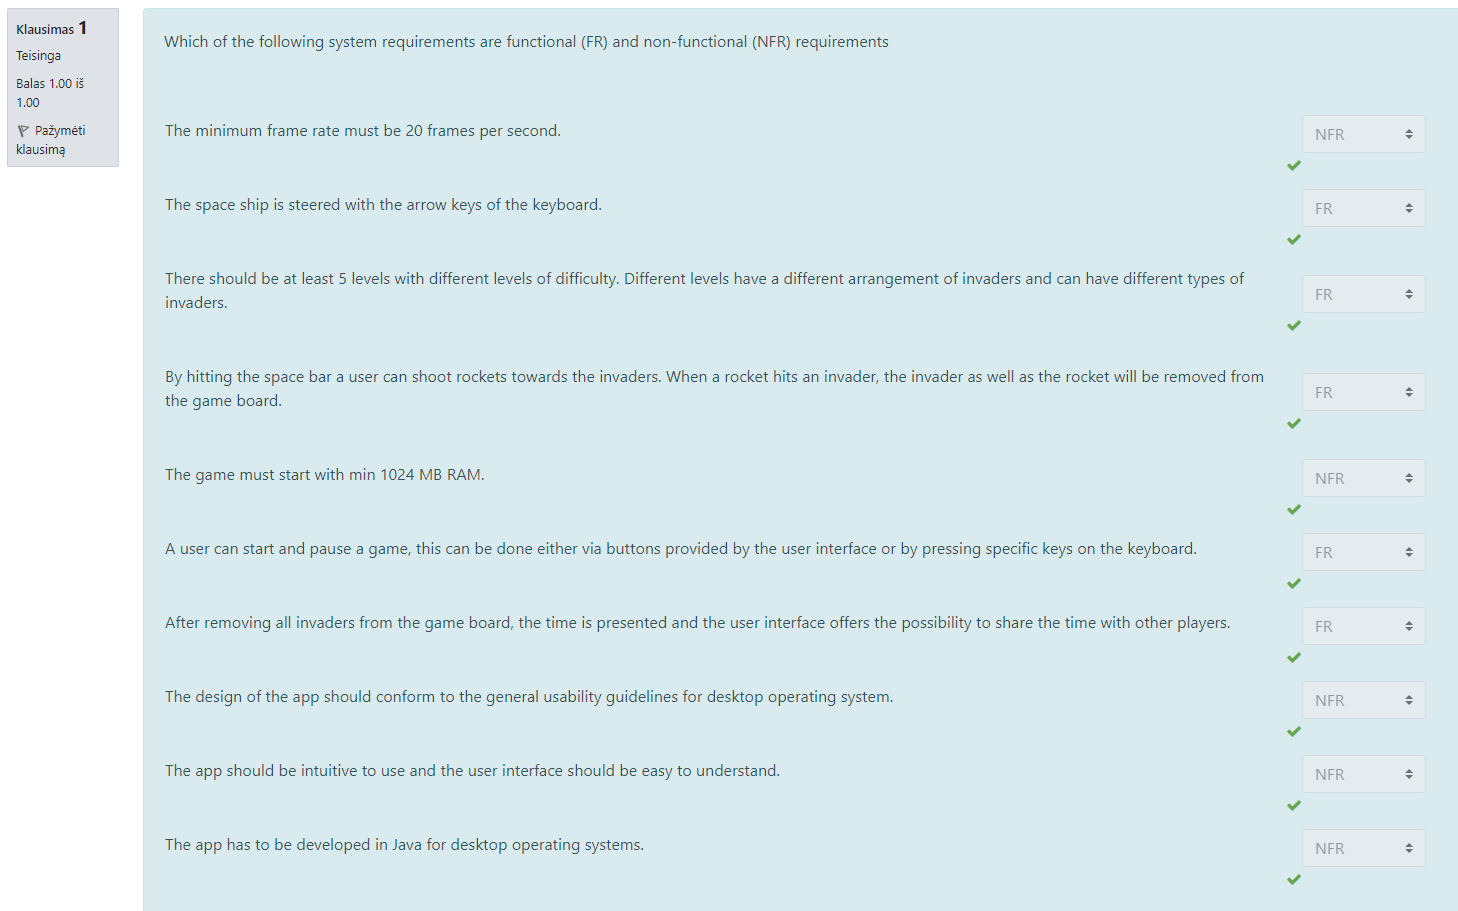 Klausimas 1
Teisinga
Balas 1.00 iš
1.00
Pažymėti
klausimą
Which of the following system requirements are functional (FR) and non-functional (NFR) requirements
The minimum frame rate must be 20 frames per second.
NFR
The space ship is steered with the arrow keys of the keyboard.
FR
There should be at least 5 levels with different levels of difficulty. Different levels have a different arrangement of invaders and can have different types of
invaders.
FR
By hitting the space bar a user can shoot rockets towards the invaders. When a rocket hits an invader, the invader as well as the rocket will be removed from
the game board.
FR
The game must start with min 1024 MB RAM.
NFR
A user can start and pause a game, this can be done either via buttons provided by the user interface or by pressing specific keys on the keyboard.
FR
After removing all invaders from the game board, the time is presented and the user interface offers the possibility to share the time with other players.
FR
The design of the app should conform to the general usability guidelines for desktop operating system.
NFR
The app should be intuitive to use and the user interface should be easy to understand.
NFR
The app has to be developed in Java for desktop operating systems.
NFR